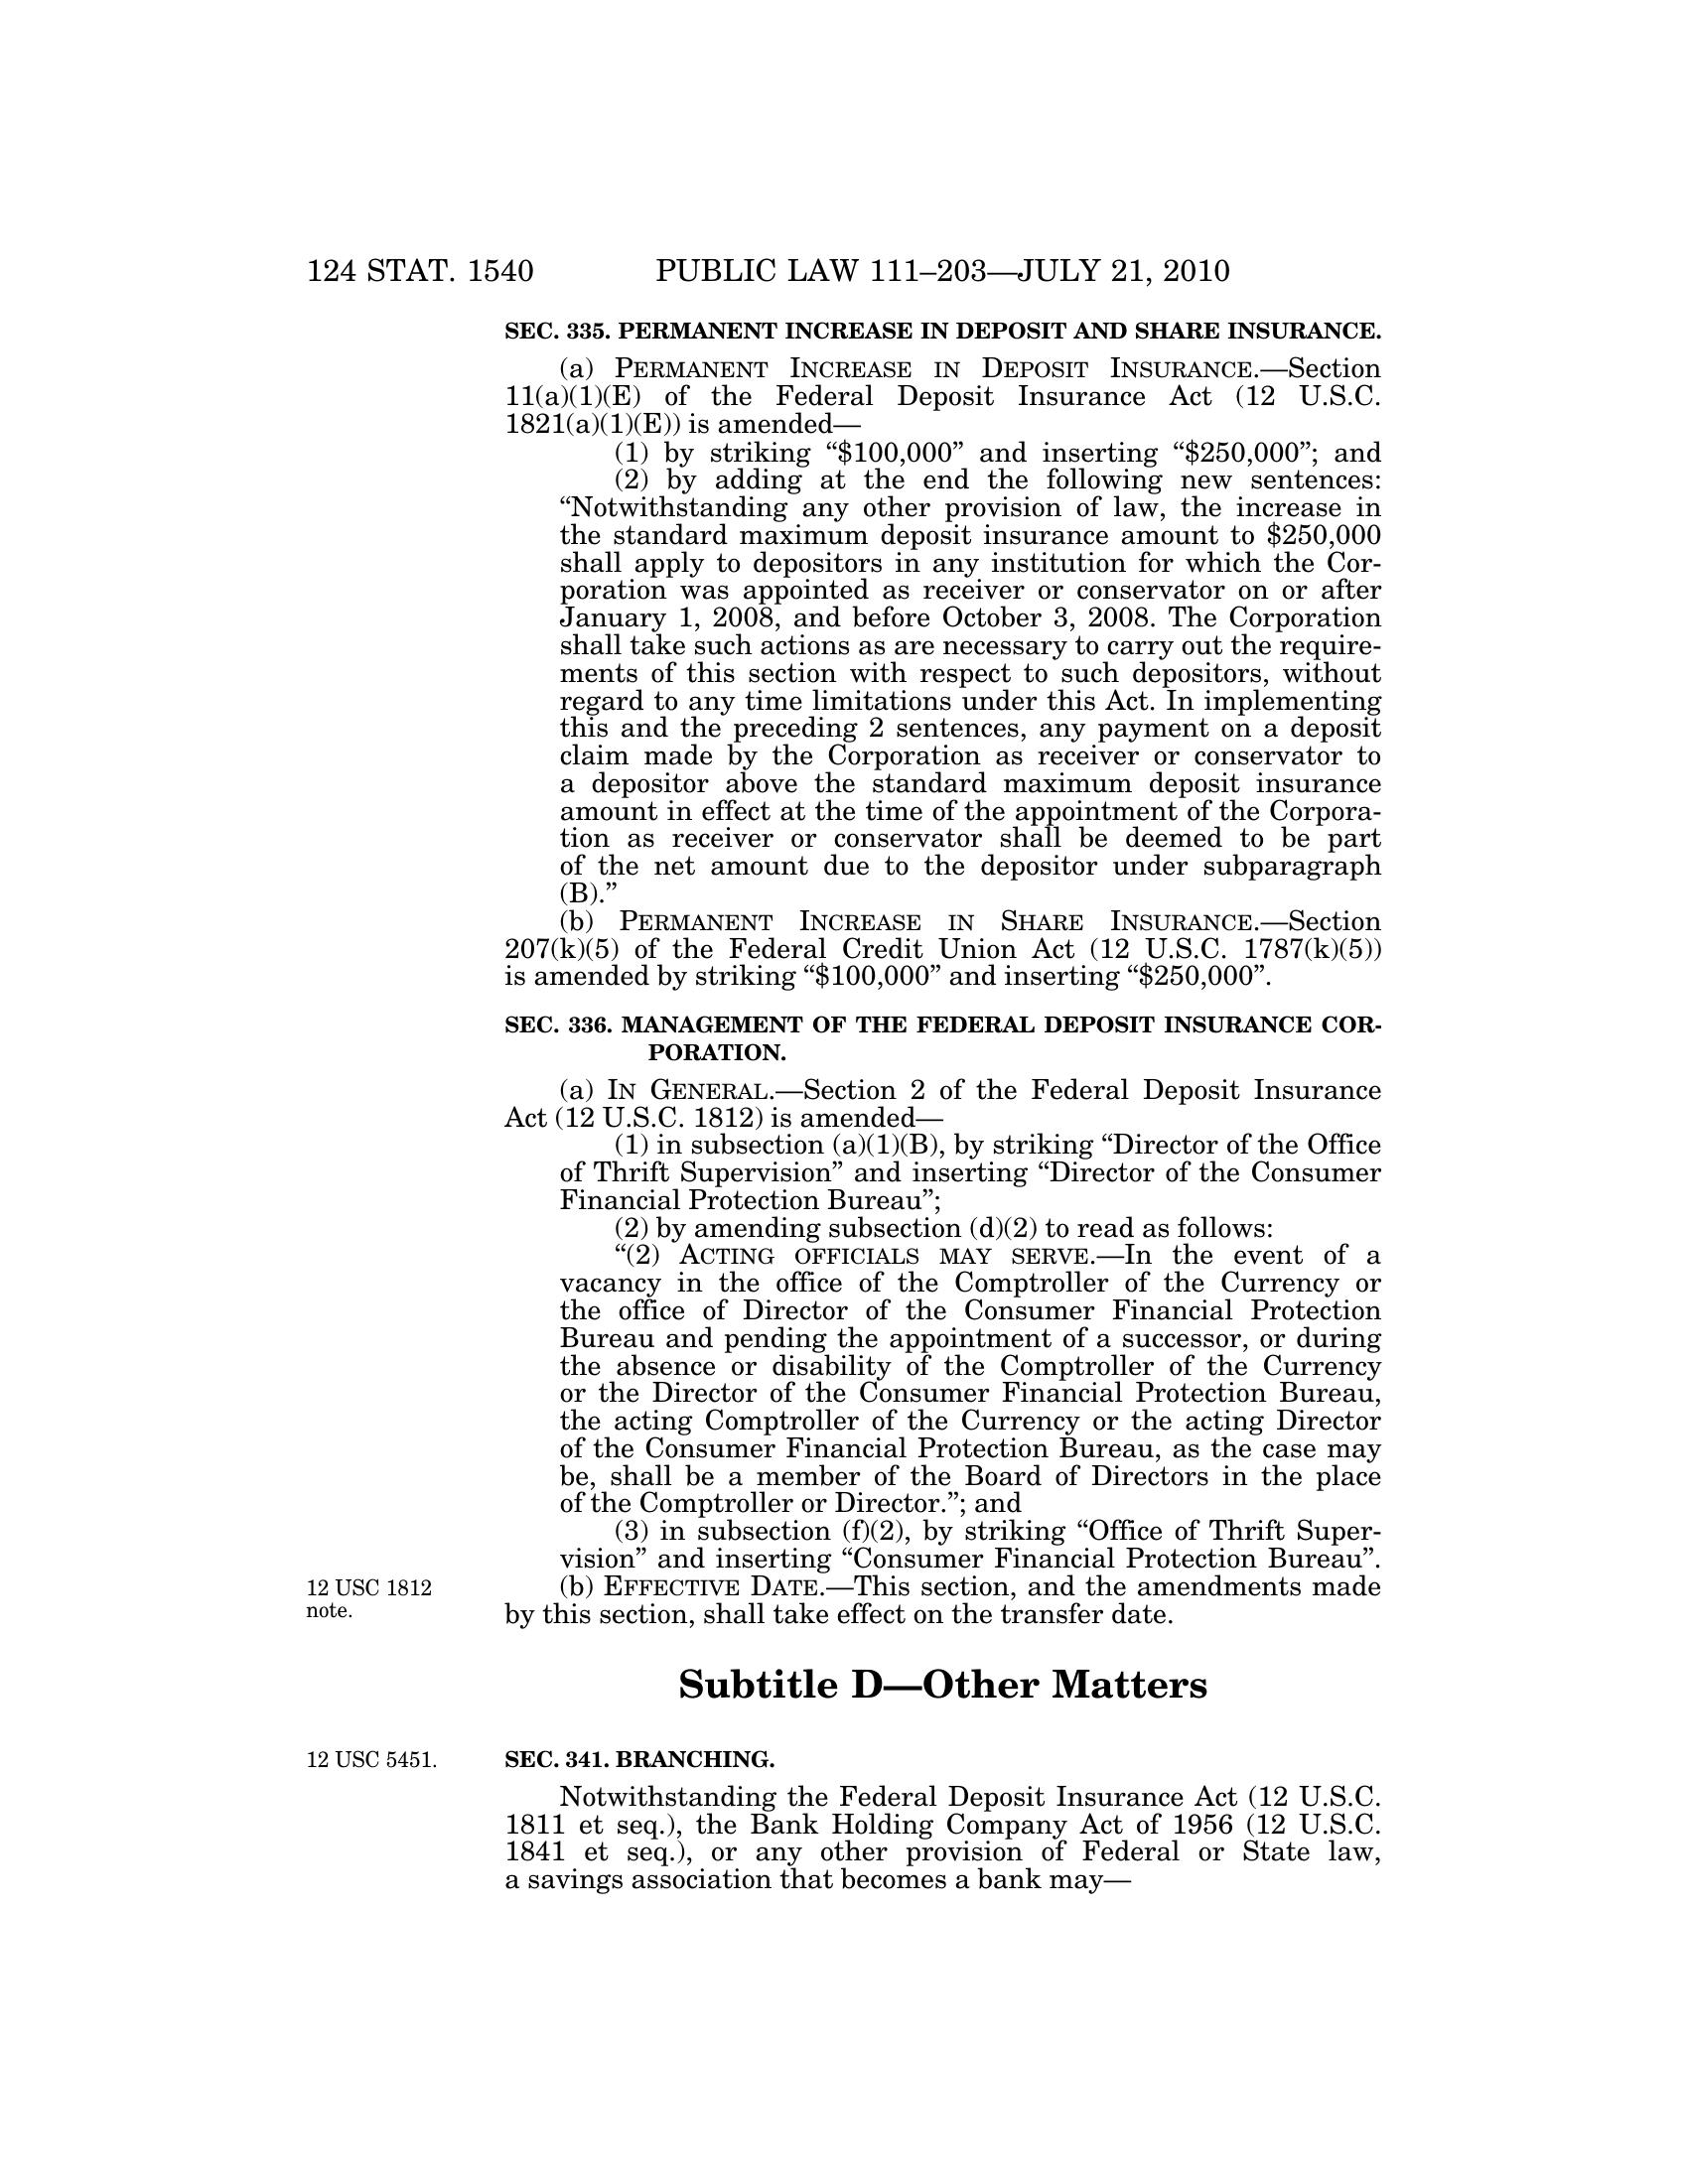 124 STAT. 1540 PUBLIC LAW 111–203—JULY 21, 2010
SEC. 335. PERMANENT INCREASE IN DEPOSIT AND SHARE INSURANCE.
(a) PERMANENT INCREASE IN DEPOSIT INSURANCE.—Section
11(a)(1)(E) of the Federal Deposit Insurance Act (12 U.S.C.
1821(a)(1)(E)) is amended—
(1) by striking “$100,000” and inserting “$250,000”; and
(2) by adding at the end the following new sentences:
“Notwithstanding any other provision of law, the increase in
the standard maximum deposit insurance amount to $250,000
shall apply to depositors in any institution for which the Cor-
poration was appointed as receiver or conservator on or after
January 1, 2008, and before October 3, 2008. The Corporation
shall take such actions as are necessary to carry out the require-
ments of this section with respect to such depositors, without
regard to any time limitations under this Act. In implementing
this and the preceding 2 sentences, any payment on a deposit
claim made by the Corporation as receiver or conservator to
a depositor above the standard maximum deposit insurance
amount in effect at the time of the appointment of the Corpora-
tion as receiver or conservator shall be deemed to be part
of the net amount due to the depositor under subparagraph
(B).”
(b) PERMANENT INCREASE IN SHARE INSURANCE.—Section
207(k)(5) of the Federal Credit Union Act (12 U.S.C. 1787(k)(5))
is amended by striking “$100,000” and inserting “$250,000”.
SEC. 336. MANAGEMENT OF THE FEDERAL DEPOSIT INSURANCE COR-
PORATION.
(a) IN GENERAL.—Section 2 of the Federal Deposit Insurance
Act (12 U.S.C. 1812) is amended—
(1) in subsection (a)(1)(B), by striking “Director of the Office
of Thrift Supervision” and inserting “Director of the Consumer
Financial Protection Bureau”;
(2) by amending subsection (d)(2) to read as follows:
“(2) ACTING OFFICIALS MAY SERVE.—In the event of a
vacancy in the office of the Comptroller of the Currency or
the office of Director of the Consumer Financial Protection
Bureau and pending the appointment of a successor, or during
the absence or disability of the Comptroller of the Currency
or the Director of the Consumer Financial Protection Bureau,
the acting Comptroller of the Currency or the acting Director
of the Consumer Financial Protection Bureau, as the case may
be, shall be a member of the Board of Directors in the place
of the Comptroller or Director.”; and
(3) in subsection (f)(2), by striking “Office of Thrift Super-
vision” and inserting “Consumer Financial Protection Bureau”.
(b) EFFECTIVE DATE.—This section, and the amendments made
by this section, shall take effect on the transfer date.
12 USC 1812
note.
Subtitle D—Other Matters
12 USC 5451.
SEC. 341. BRANCHING.
Notwithstanding the Federal Deposit Insurance Act (12 U.S.C.
1811 et seq.), the Bank Holding Company Act of 1956 (12 U.S.C.
1841 et seq.), or any other provision of Federal or State law,
a savings association that becomes a bank may—